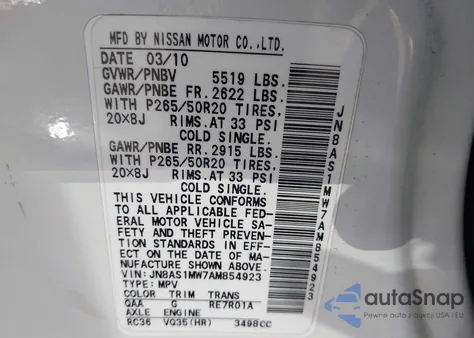 MFD BY NISSAN MOTOR CO.,LTD.
DATE 03/10
GVWR/PNBV 5519 LBS.
GAWR/PNBE FR. 2622 LBS.
WITH P265/50R20 TIRES,
20x8J RIMS.AT 33 PSI
COLD SINGLE.
GAWR/PNBE RR. 2915 LBS.
WITH P265/50R20 TIRES,
20x8J RIMS.AT 33 PSI
COLD SINGLE.
THIS VEHICLE CONFORMS
TO ALL APPLICABLE FED-
ERAL MOTOR VEHICLE SA-
FETY AND THEFT PREVEN-
TION STANDARDS IN EFF-
ECT ON THE DATE OF MA-
NUFACTURE SHOWN ABOVE.
VIN: JN8AS1MW7AM854923
TYPE: MPV
COLOR TRIM TRANS
QAA G RE7R01A
AXLE ENGINE
RC36 VQ35(HR) 3498CC
JN8AS1MW7AM854923
autoSnap
Pewne auto z USA i EU